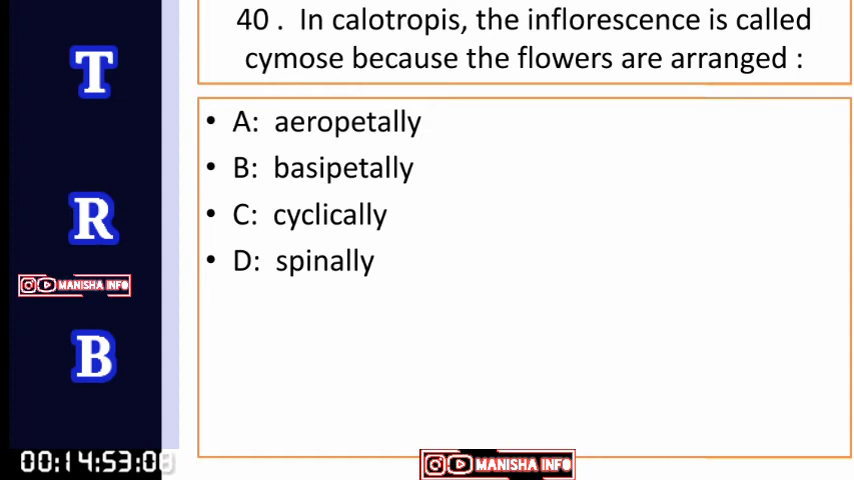 40 . In calotropis, the inflorescence is called
cymose because the flowers are arranged :
• A: aeropetally
• B: basipetally
• C: cyclically
• D: spinally
T
R
MANISHA INFO
B
00:14:53:08
MANISHA INFO